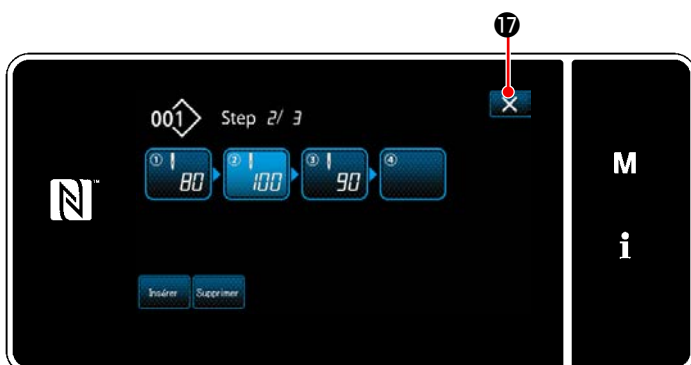 ⓱
001 Step 2/ 3
① 80 ② 100 ③ 90 ④
M
i
Insérer Supprimer